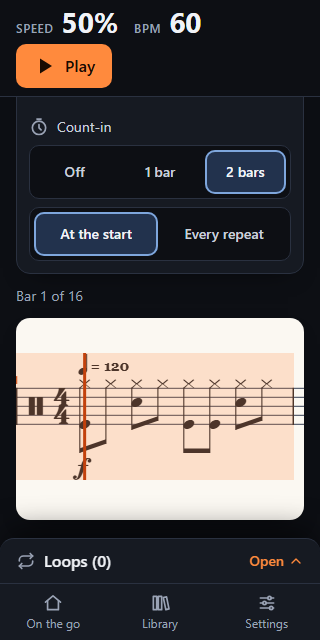 SPEED 50% BPM 60
Play
Count-in
Off 1 bar 2 bars
At the start Every repeat
Bar 1 of 16
= 120
4
4
f
Loops (0) Open
On the go Library Settings